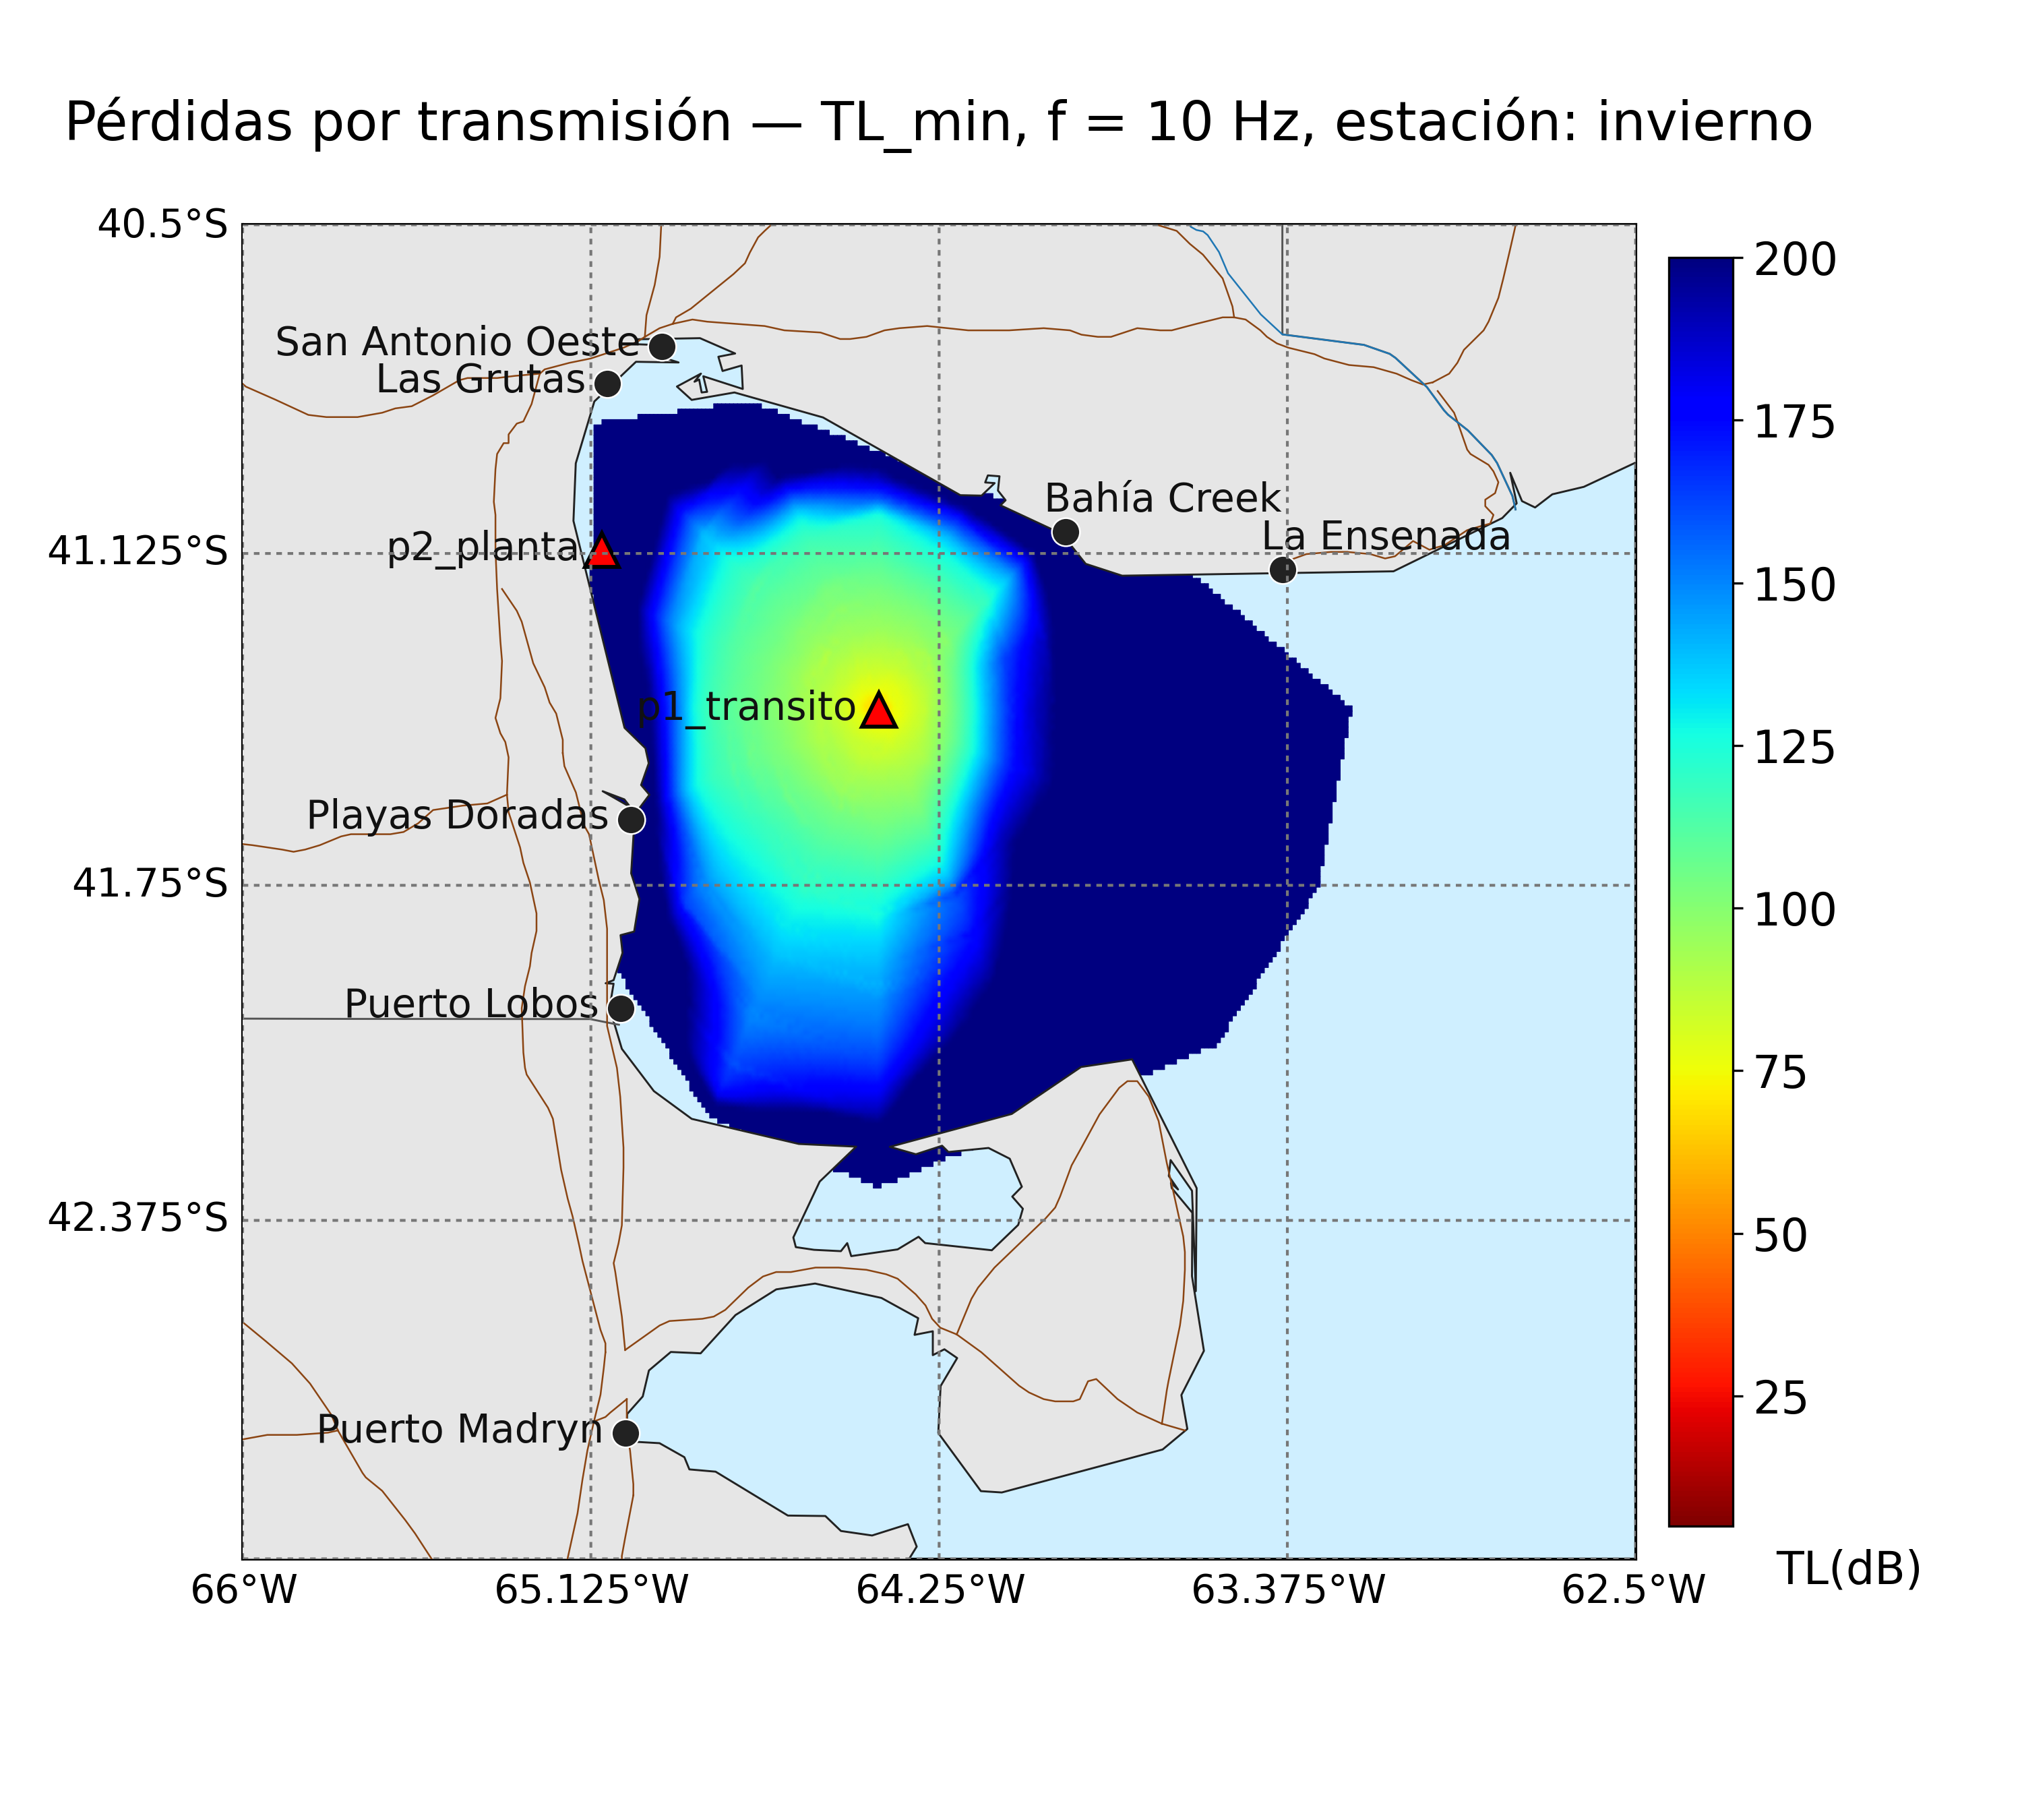 Pérdidas por transmisión — TL_min, f = 10 Hz, estación: invierno
40.5°S
41.125°S
41.75°S
42.375°S
66°W
65.125°W
64.25°W
63.375°W
62.5°W
San Antonio Oeste
Las Grutas
Bahía Creek
La Ensenada
p2_planta
p1_transito
Playas Doradas
Puerto Lobos
Puerto Madryn
200
175
150
125
100
75
50
25
TL(dB)